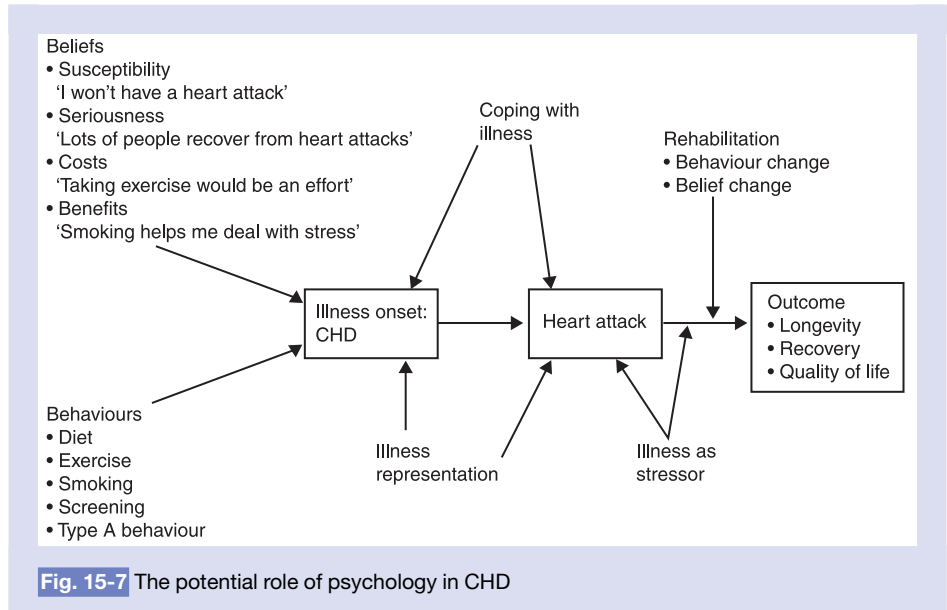 Beliefs
• Susceptibility
‘I won’t have a heart attack’
• Seriousness
‘Lots of people recover from heart attacks’
• Costs
‘Taking exercise would be an effort’
• Benefits
‘Smoking helps me deal with stress’
Coping with
illness
Rehabilitation
• Behaviour change
• Belief change
Illness onset:
CHD
Heart attack
Outcome
• Longevity
• Recovery
• Quality of life
Behaviours
• Diet
• Exercise
• Smoking
• Screening
• Type A behaviour
Illness
representation
Illness as
stressor
Fig. 15-7 The potential role of psychology in CHD